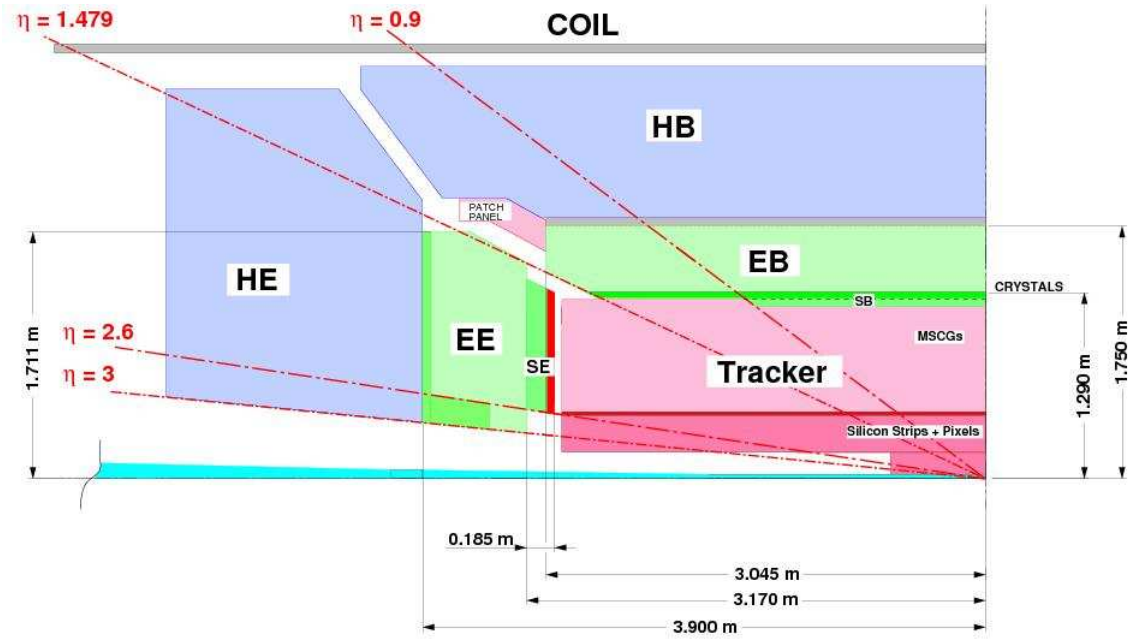 η = 1.479
η = 0.9
COIL
HB
PATCH
PANEL
HE
EB
CRYSTALS
SB
EE
η = 2.6
SE
MSCGs
η = 3
Tracker
1.711 m
1.290 m
1.750 m
Silicon Strips + Pixels
0.185 m
3.045 m
3.170 m
3.900 m